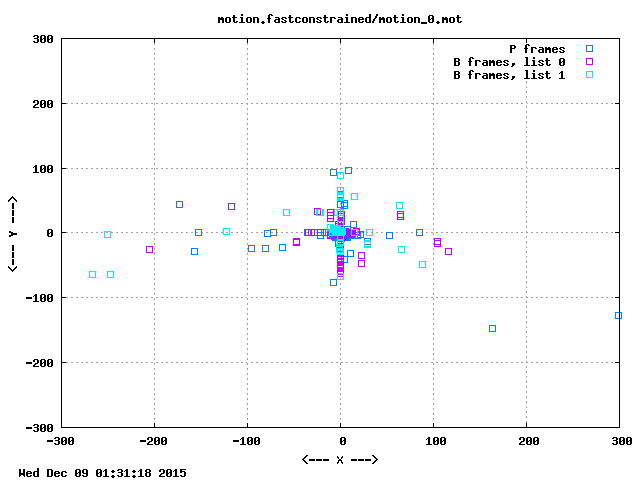 motion.fastconstrained/motion_0.mot
P frames
B frames, list 0
B frames, list 1
300
200
100
0
-100
-200
-300
<--- Y --->
-300 -200 -100 0 100 200 300
<--- X --->
Wed Dec 09 01:31:18 2015